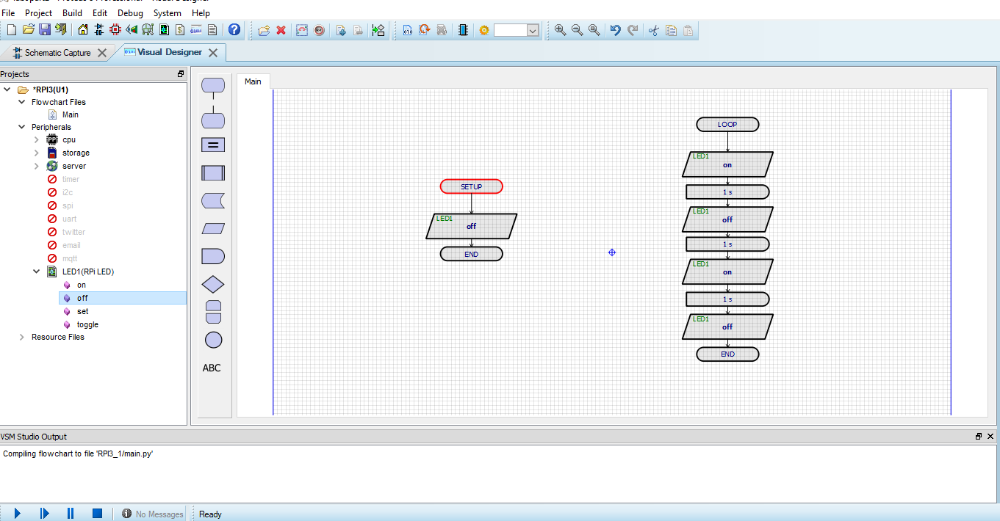 File Project Build Edit Debug System Help
Schematic Capture
Visual Designer
Projects
*RPI3(U1)
Flowchart Files
Main
Peripherals
cpu
storage
server
timer
i2c
spi
uart
twitter
email
mqtt
LED1(RPi LED)
on
off
set
toggle
Resource Files
ABC
Main
SETUP
LED1
off
END
LOOP
LED1
on
1 s
LED1
off
1 s
LED1
on
1 s
LED1
off
END
VSM Studio Output
Compiling flowchart to file 'RPI3_1/main.py'
No Messages
Ready